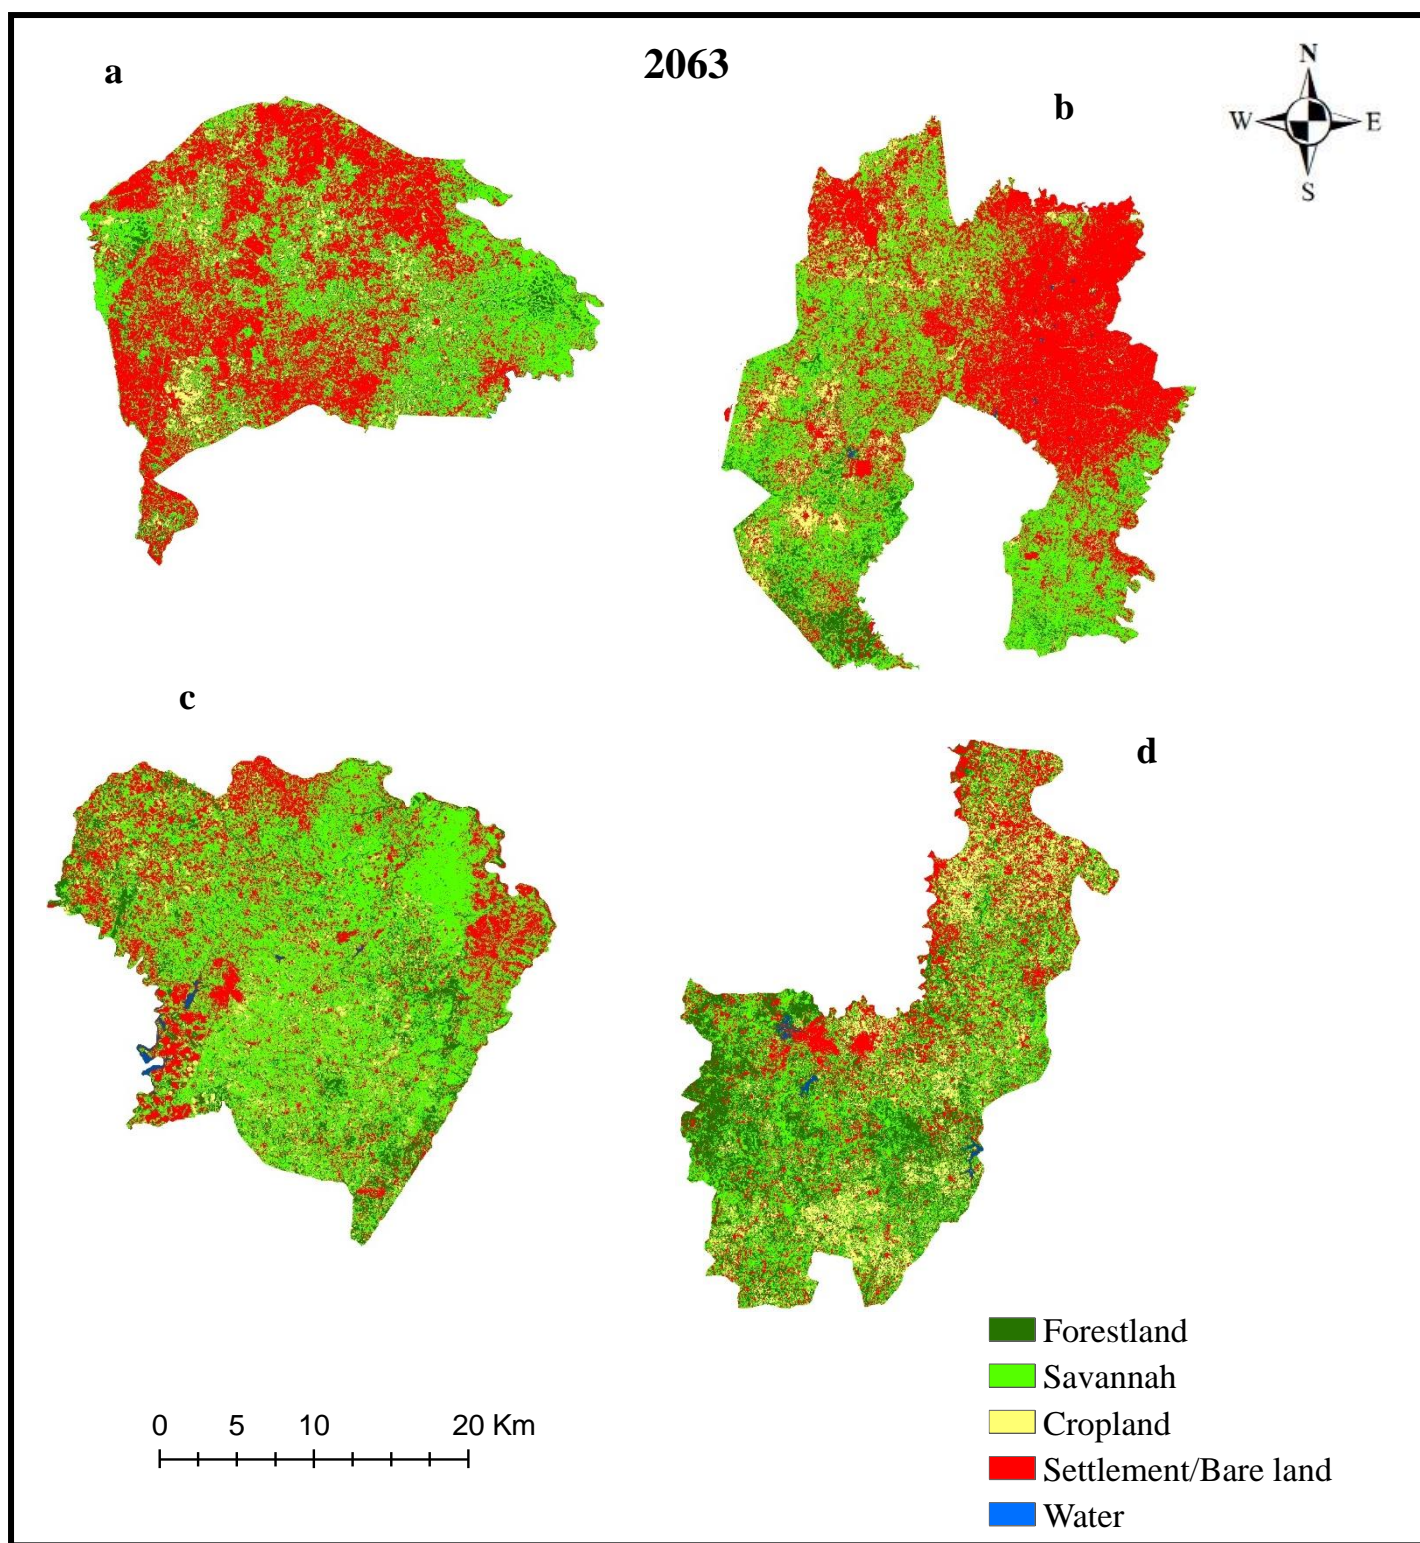 2063
a
b
N
W E
S
c
d
Forestland
Savannah
Cropland
Settlement/Bare land
Water
0 5 10 20 Km